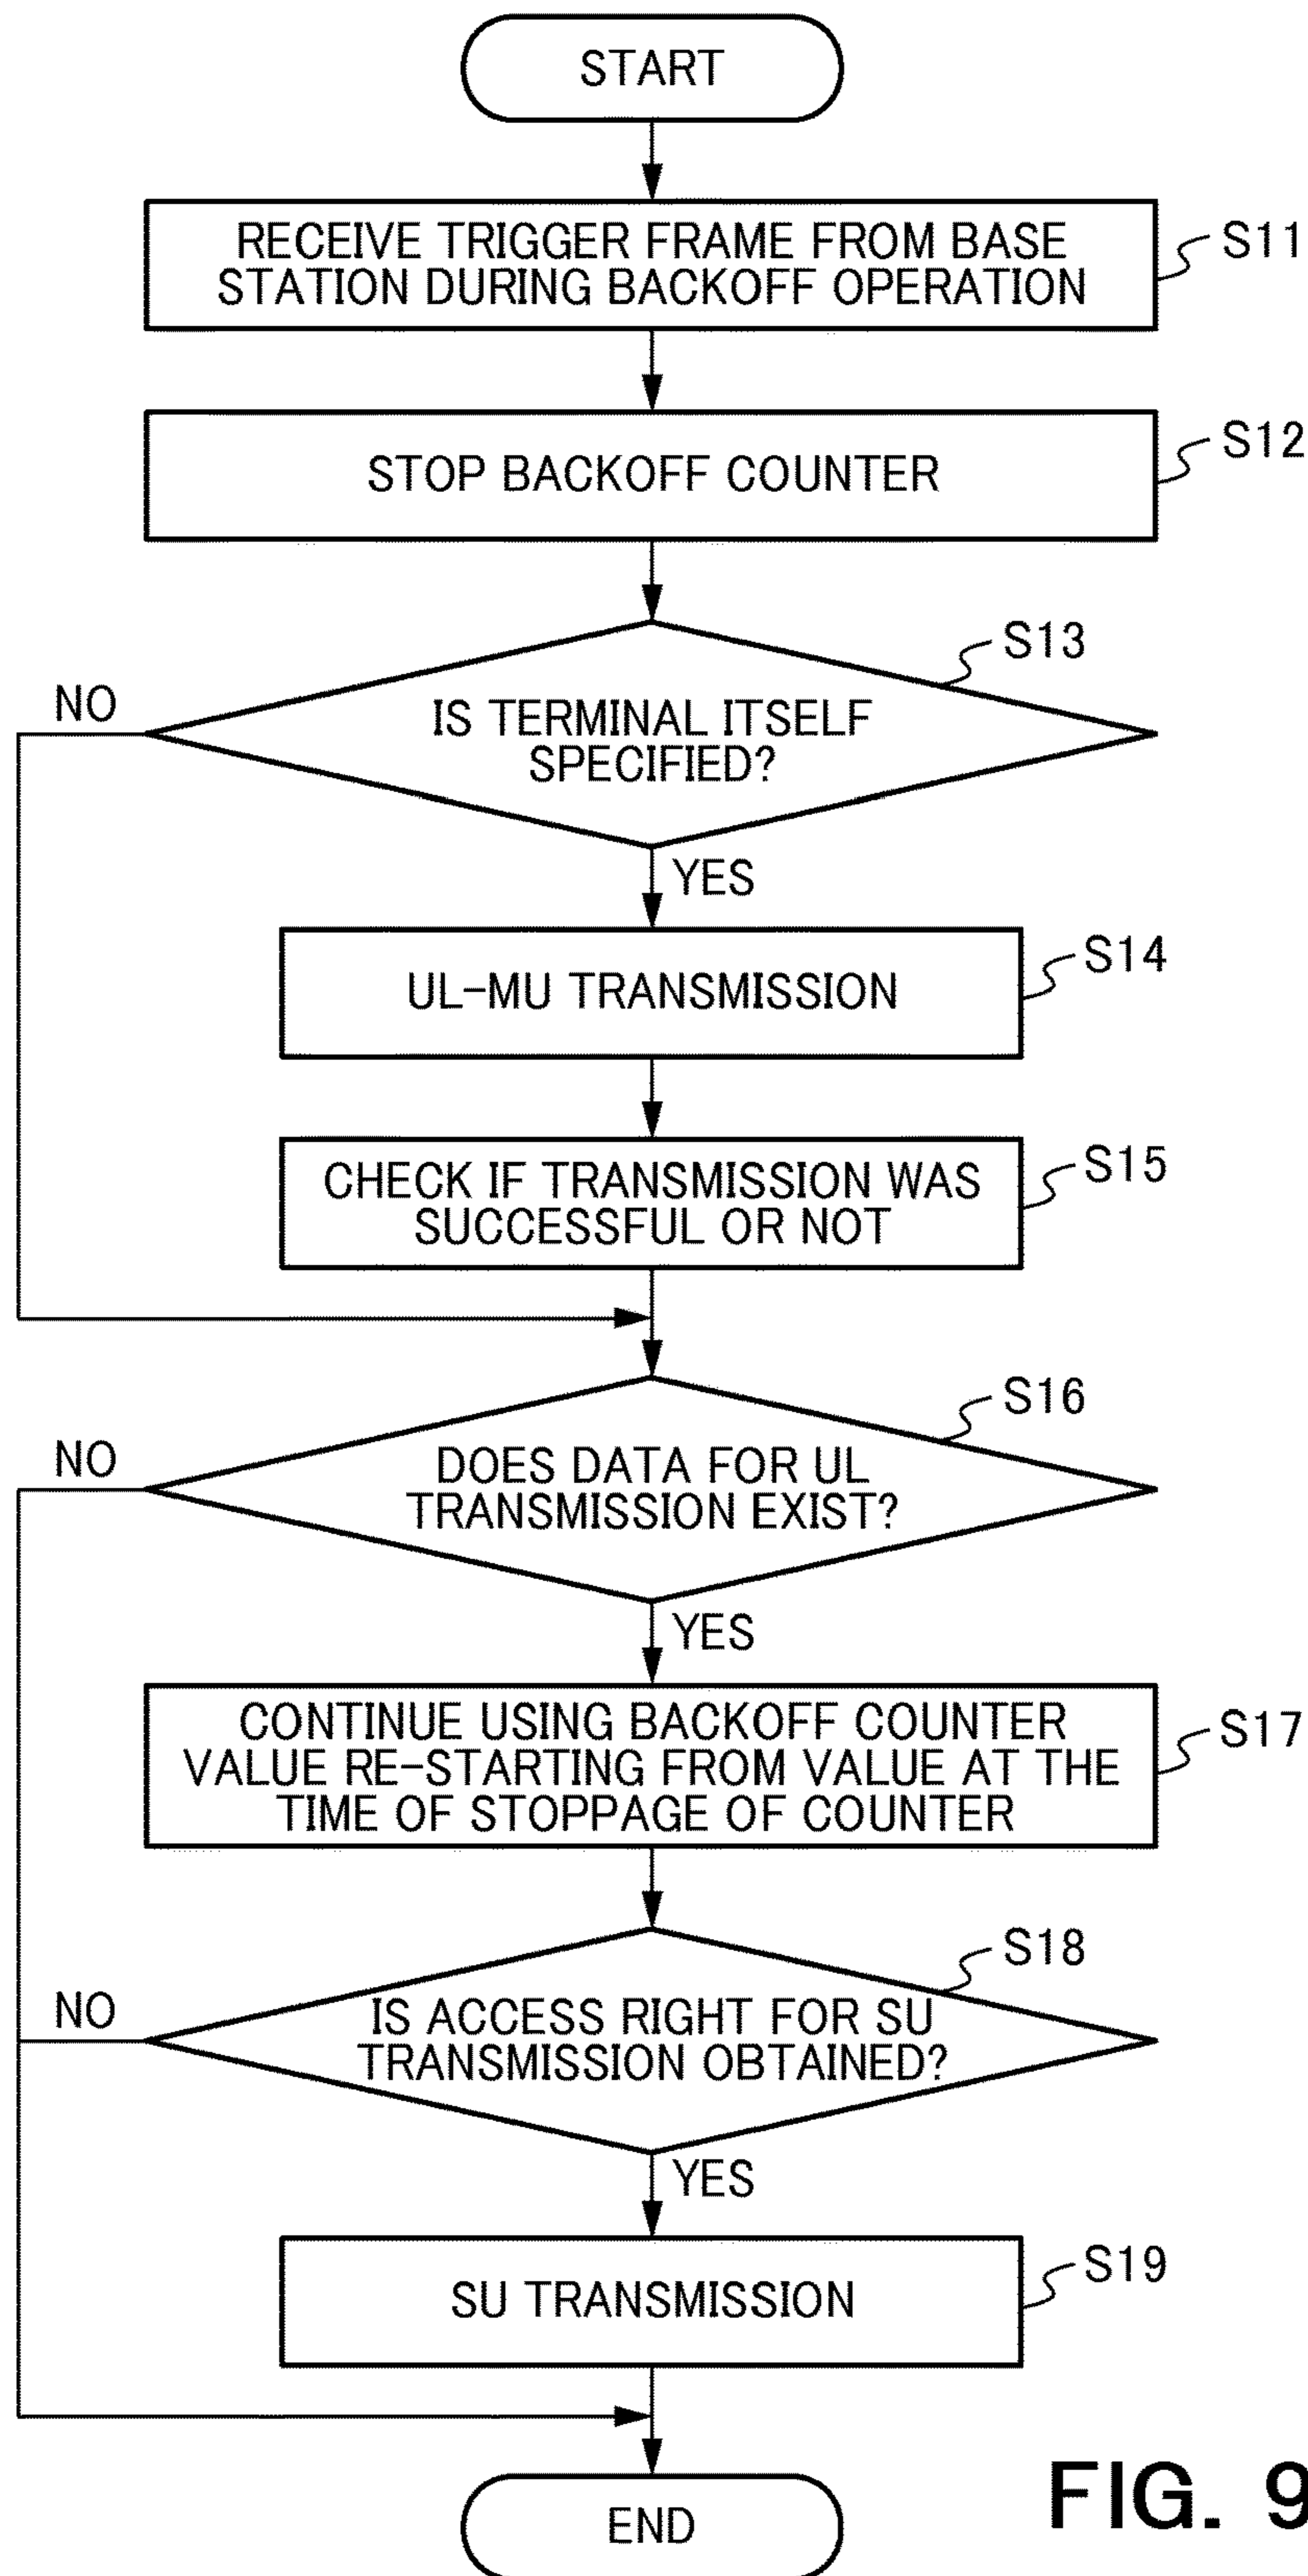 START
RECEIVE TRIGGER FRAME FROM BASE
STATION DURING BACKOFF OPERATION
S11
STOP BACKOFF COUNTER
S12
S13
NO
IS TERMINAL ITSELF
SPECIFIED?
YES
UL-MU TRANSMISSION
S14
CHECK IF TRANSMISSION WAS
SUCCESSFUL OR NOT
S15
S16
NO
DOES DATA FOR UL
TRANSMISSION EXIST?
YES
CONTINUE USING BACKOFF COUNTER
VALUE RE-STARTING FROM VALUE AT THE
TIME OF STOPPAGE OF COUNTER
S17
S18
NO
IS ACCESS RIGHT FOR SU
TRANSMISSION OBTAINED?
YES
SU TRANSMISSION
S19
END
FIG. 9